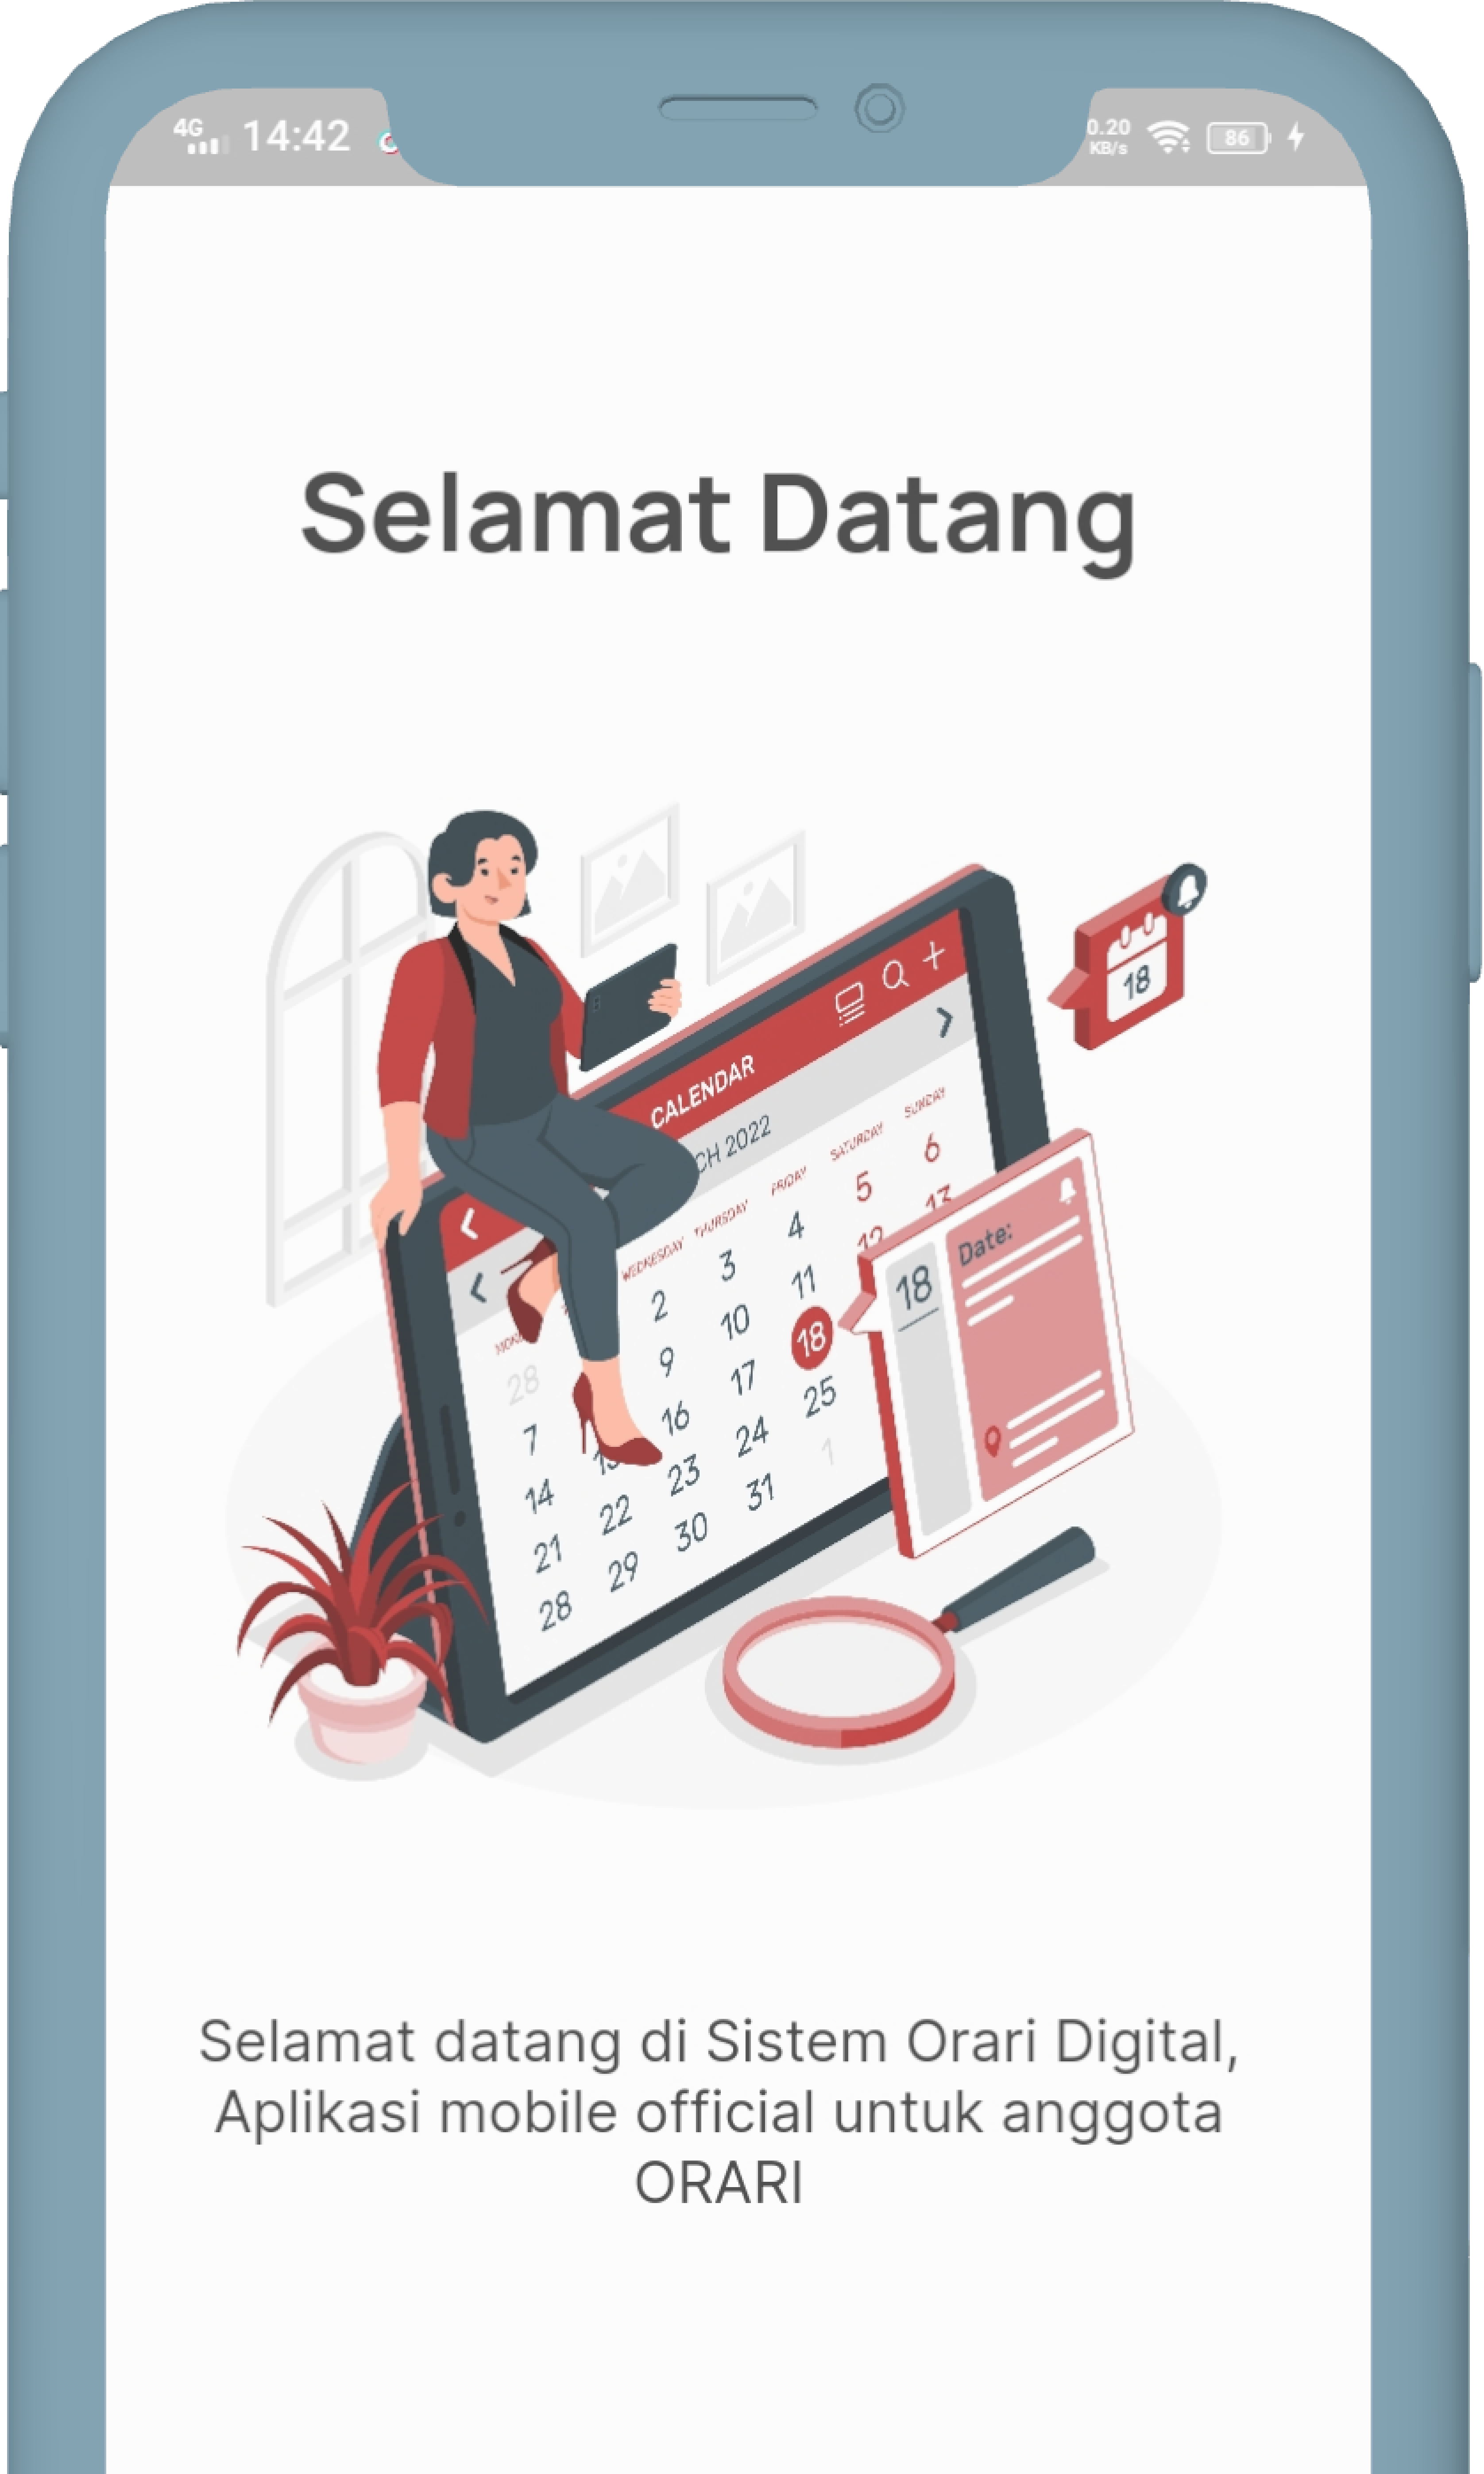 4G 14:42 0.20 KB/s 86
Selamat Datang
18
CALENDAR
CH 2022
WEDNESDAY THURSDAY FRIDAY SATURDAY SUNDAY
28 2 3 4 5 6
7 9 10 11
14 16 17 18
21 22 23 24 25
28 29 30 31 1
18 Date:
Selamat datang di Sistem Orari Digital,
Aplikasi mobile official untuk anggota
ORARI